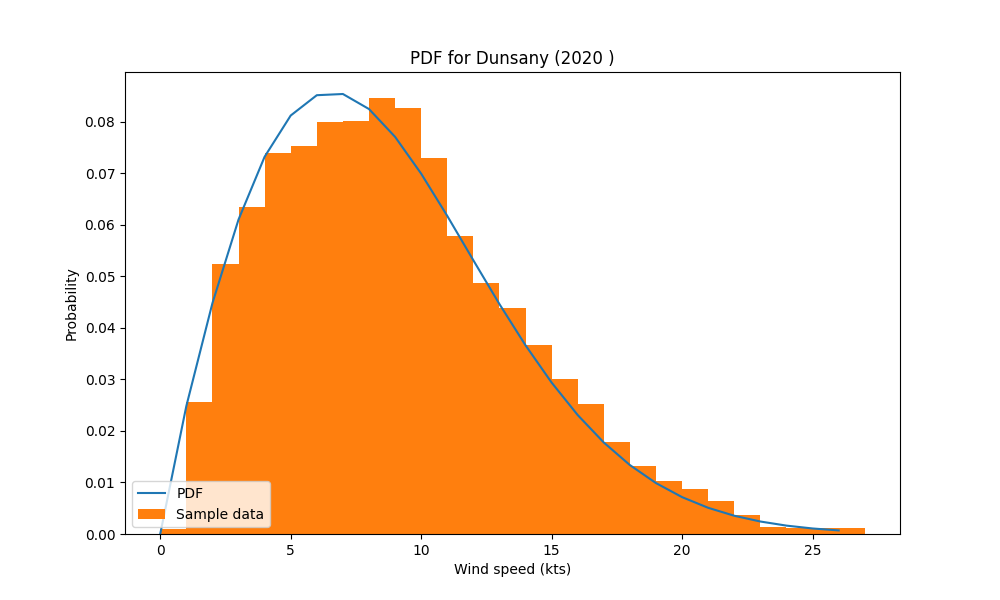 PDF for Dunsany (2020 )
Probability
0.08
0.07
0.06
0.05
0.04
0.03
0.02
0.01
0.00
PDF
Sample data
0 5 10 15 20 25
Wind speed (kts)